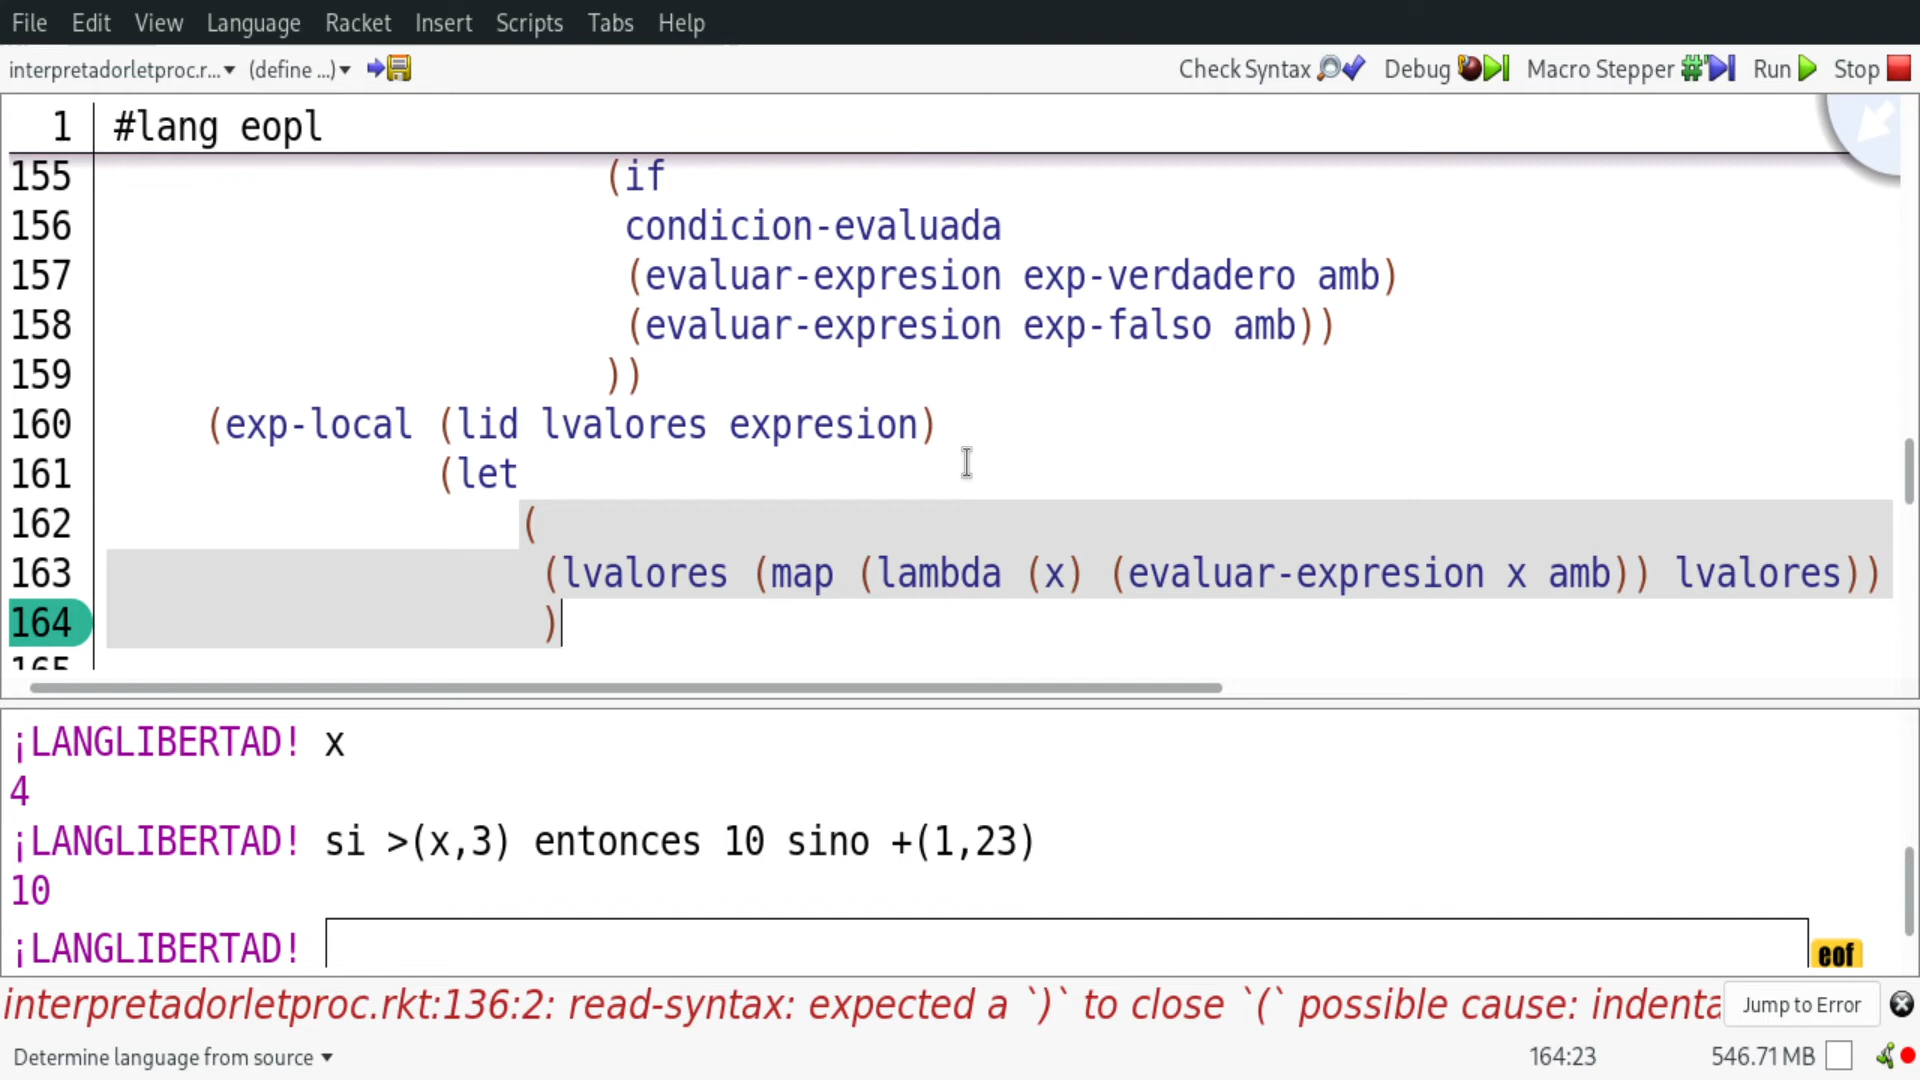 File Edit View Language Racket Insert Scripts Tabs Help
interpretadorletproc.r...▾ (define ...)▾ Check Syntax Debug Macro Stepper Run Stop
1 #lang eopl
155 (if
156 condicion-evaluada
157 (evaluar-expresion exp-verdadero amb)
158 (evaluar-expresion exp-falso amb))
159 ))
160 (exp-local (lid lvalores expresion)
161 (let
162 (
163 (lvalores (map (lambda (x) (evaluar-expresion x amb)) lvalores))
164 )
165
¡LANGLIBERTAD! x
4
¡LANGLIBERTAD! si >(x,3) entonces 10 sino +(1,23)
10
¡LANGLIBERTAD!
eof
interpretadorletproc.rkt:136:2: read-syntax: expected a `)` to close `(` possible cause: indenta Jump to Error
Determine language from source ▾ 164:23 546.71 MB